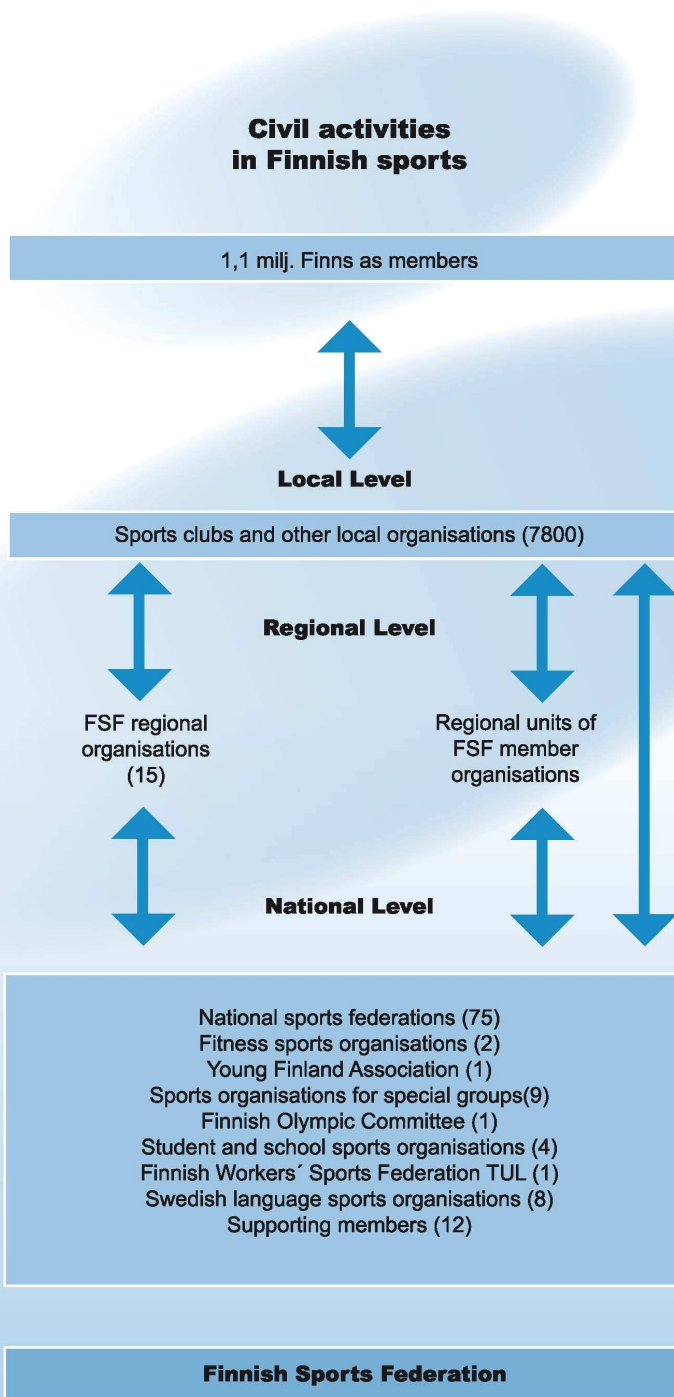 Civil activities
in Finnish sports
1,1 milj. Finns as members
Local Level
Sports clubs and other local organisations (7800)
Regional Level
FSF regional
organisations
(15)
Regional units of
FSF member
organisations
National Level
National sports federations (75)
Fitness sports organisations (2)
Young Finland Association (1)
Sports organisations for special groups(9)
Finnish Olympic Committee (1)
Student and school sports organisations (4)
Finnish Workers´ Sports Federation TUL (1)
Swedish language sports organisations (8)
Supporting members (12)
Finnish Sports Federation